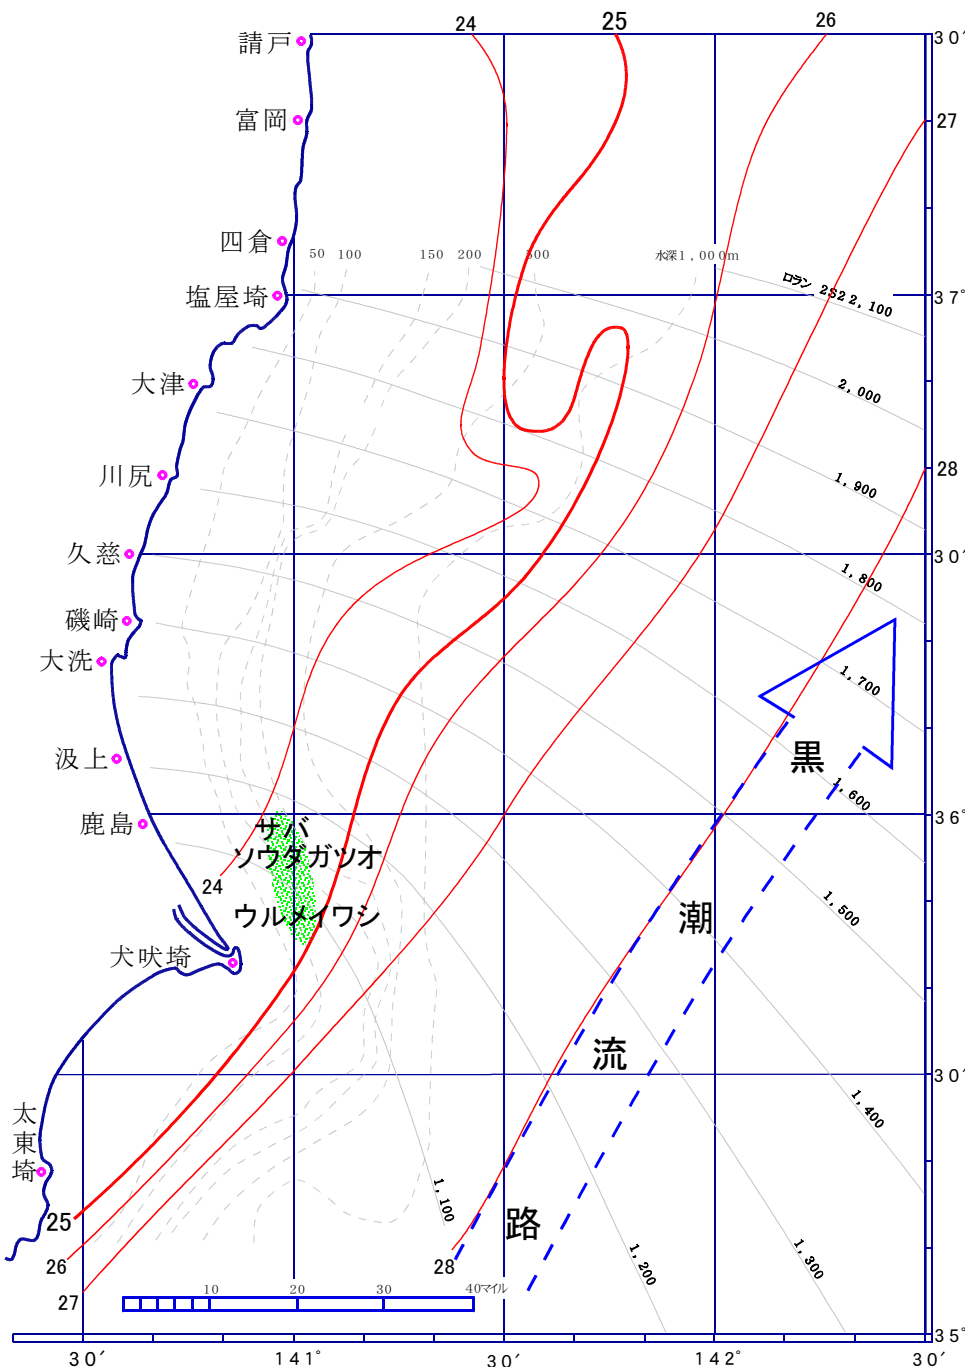 24
25
26
請戸
30′
富岡
27
四倉
50
100
150
200
500
水深1,000m
塩屋埼
ロラン 2S22,100
37°
大津
2,000
川尻
28
1,900
久慈
30′
1,800
磯崎
大洗
1,700
汲上
黒
1,600
鹿島
36°
サバ
ソウダガツオ
24
ウルメイワシ
潮
1,500
犬吠埼
流
30′
太東埼
1,400
1,100
路
25
26
28
1,200
1,300
27
10
20
30
40マイル
35°
30′
141°
30′
142°
30′